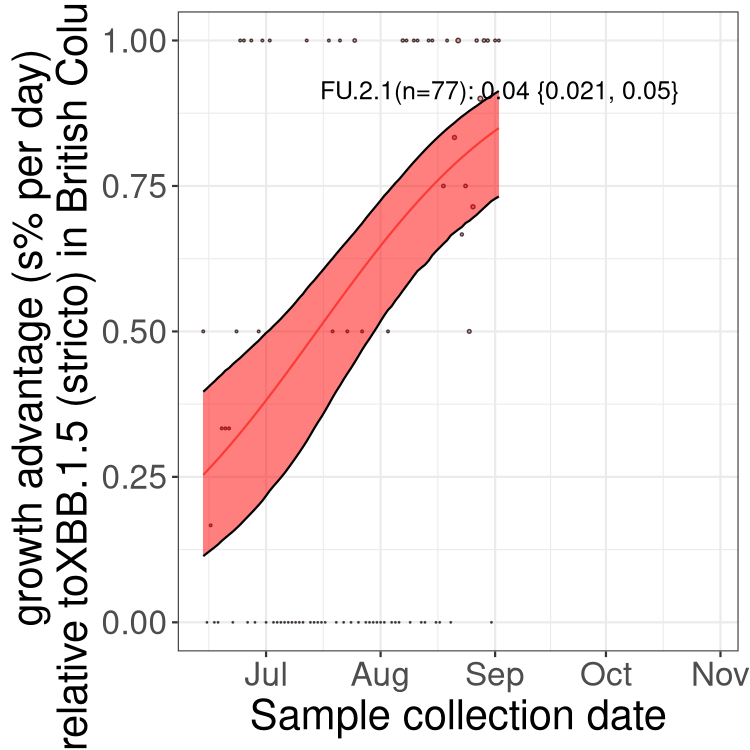 growth advantage (s% per day)
relative toXBB.1.5 (stricto) in British Colu
1.00
0.75
0.50
0.25
0.00
FU.2.1(n=77): 0.04 {0.021, 0.05}
Jul Aug Sep Oct Nov
Sample collection date